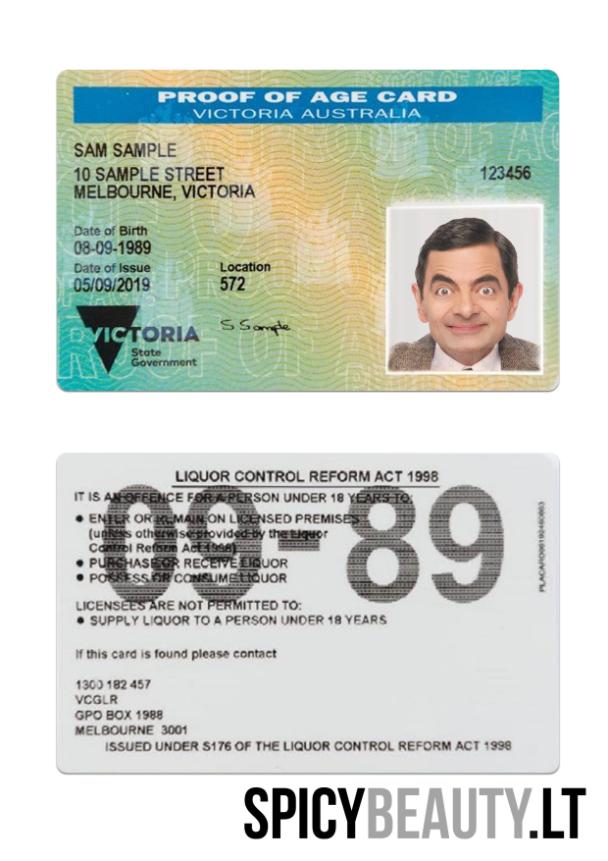 PROOF OF AGE CARD
VICTORIA AUSTRALIA
SAM SAMPLE
10 SAMPLE STREET
MELBOURNE, VICTORIA
123456
Date of Birth
08-09-1989
Date of Issue
05/09/2019
Location
572
VICTORIA
State
Government
S Sample
LIQUOR CONTROL REFORM ACT 1998
IT IS AN OFFENCE FOR A PERSON UNDER 18 YEARS TO:
● ENTER OR REMAIN ON LICENSED PREMISES
(unless otherwise provided by the Liquor
Control Reform Act 1998)
● PURCHASE OR RECEIVE LIQUOR
● POSSESS OR CONSUME LIQUOR
09-89
LICENSEES ARE NOT PERMITTED TO:
● SUPPLY LIQUOR TO A PERSON UNDER 18 YEARS
If this card is found please contact
1300 182 457
VCGLR
GPO BOX 1988
MELBOURNE 3001
ISSUED UNDER S176 OF THE LIQUOR CONTROL REFORM ACT 1998
SPICYBEAUTY.LT